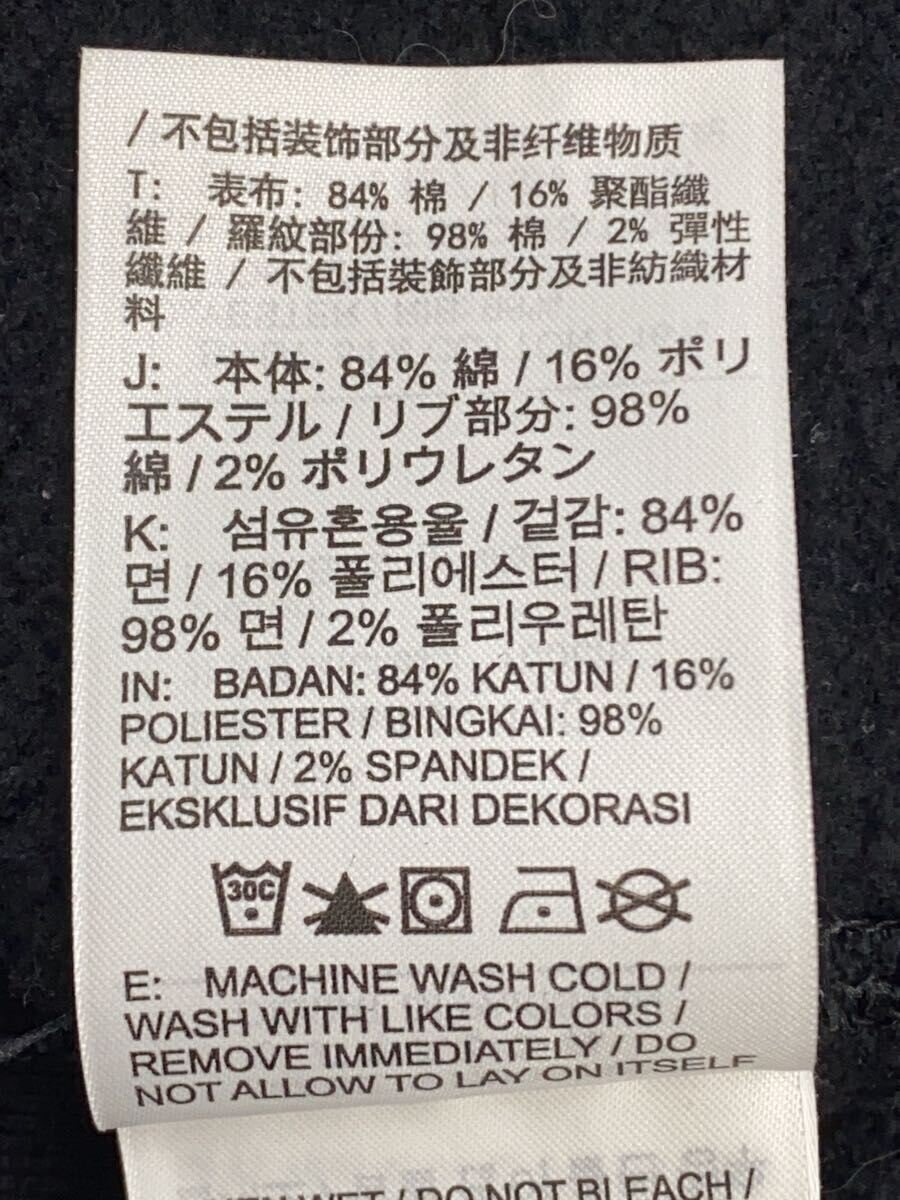 / 不包括装饰部分及非纤维物质
T: 表布: 84% 棉 / 16% 聚酯纖
維 / 羅紋部份: 98% 棉 / 2% 彈性
纖維 / 不包括裝飾部分及非紡織材
料
J: 本体: 84% 綿 / 16% ポリ
エステル / リブ部分: 98%
綿 / 2% ポリウレタン
K: 섬유혼용율 / 겉감: 84%
면 / 16% 폴리에스터 / RIB:
98% 면 / 2% 폴리우레탄
IN: BADAN: 84% KATUN / 16%
POLIESTER / BINGKAI: 98%
KATUN / 2% SPANDEK /
EKSKLUSIF DARI DEKORASI
30C
E: MACHINE WASH COLD /
WASH WITH LIKE COLORS /
REMOVE IMMEDIATELY / DO
NOT ALLOW TO LAY ON ITSELF
WET / DO NOT BLEACH /